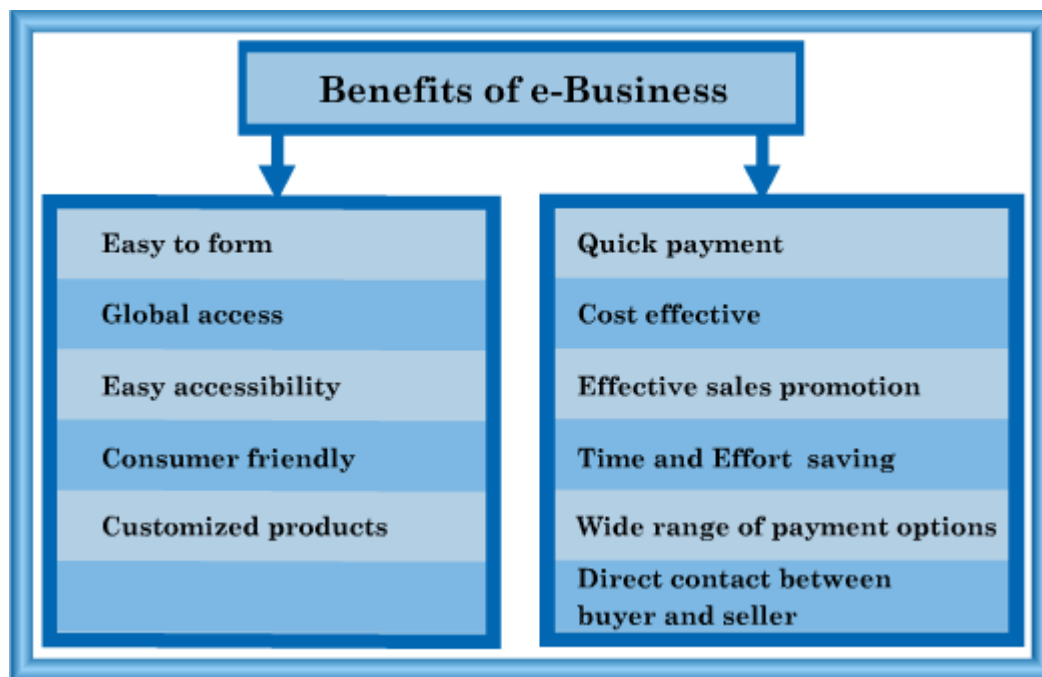 Benefits of e-Business
Easy to form
Global access
Easy accessibility
Consumer friendly
Customized products
Quick payment
Cost effective
Effective sales promotion
Time and Effort saving
Wide range of payment options
Direct contact between
buyer and seller